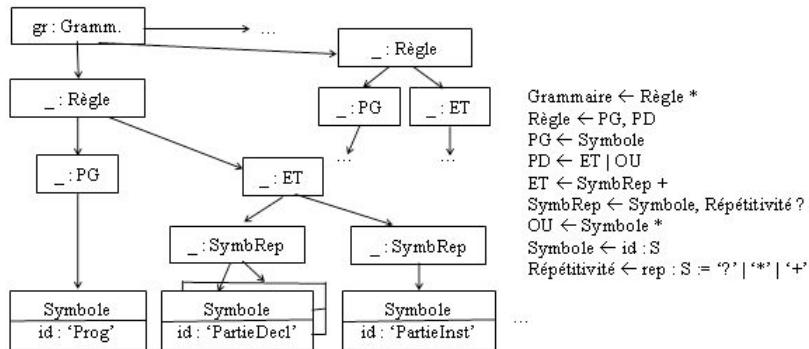 gr : Gramm.
...
_ : Règle
_ : Règle
_ : PG
_ : ET
...
...
_ : PG
_ : ET
_ : SymbRep
_ : SymbRep
Symbole
id : ‘Prog’
Symbole
id : ‘PartieDecl’
Symbole
id : ‘PartieInst’
...
Grammaire ← Règle *
Règle ← PG, PD
PG ← Symbole
PD ← ET | OU
ET ← SymbRep +
SymbRep ← Symbole, Répétitivité ?
OU ← Symbole *
Symbole ← id : S
Répétitivité ← rep : S := ‘?’ | ‘*’ | ‘+’